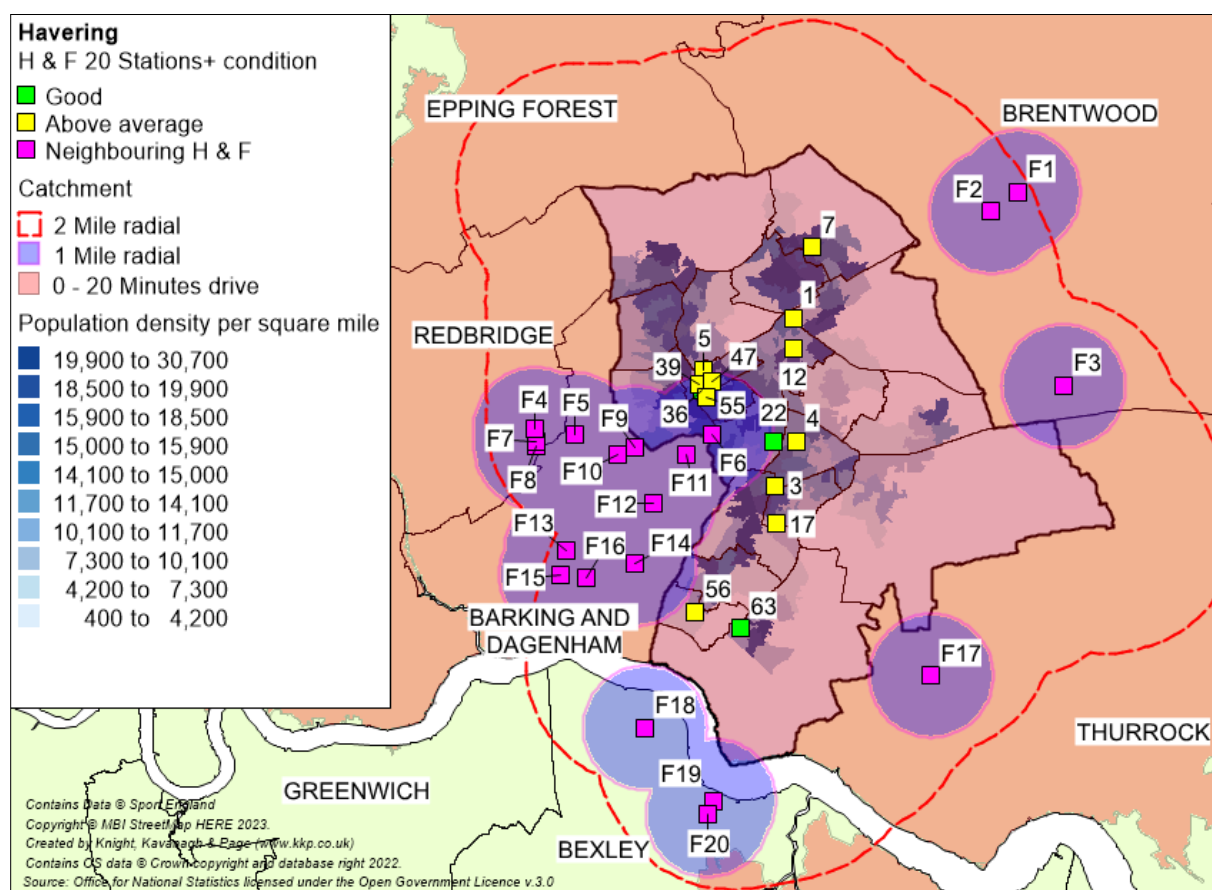 Havering
H & F 20 Stations+ condition
Good
Above average
Neighbouring H & F
Catchment
2 Mile radial
1 Mile radial
0 - 20 Minutes drive
Population density per square mile
19,900 to 30,700
18,500 to 19,900
15,900 to 18,500
15,000 to 15,900
14,100 to 15,000
11,700 to 14,100
10,100 to 11,700
7,300 to 10,100
4,200 to 7,300
400 to 4,200
EPPING FOREST
BRENTWOOD
F1
F2
7
1
REDBRIDGE
5
39
47
12
F3
36
55
22
4
F4
F5
F9
F7
F8
F10
F11
F6
3
F12
17
F13
F16
F14
F15
56
63
BARKING AND
DAGENHAM
F17
F18
THURROCK
F19
GREENWICH
F20
BEXLEY
Contains Data © Sport England
Copyright © MBI StreetMap HERE 2023.
Created by Knight, Kavanagh & Page (www.kkp.co.uk)
Contains OS data © Crown copyright and database right 2022.
Source: Office for National Statistics licensed under the Open Government Licence v.3.0